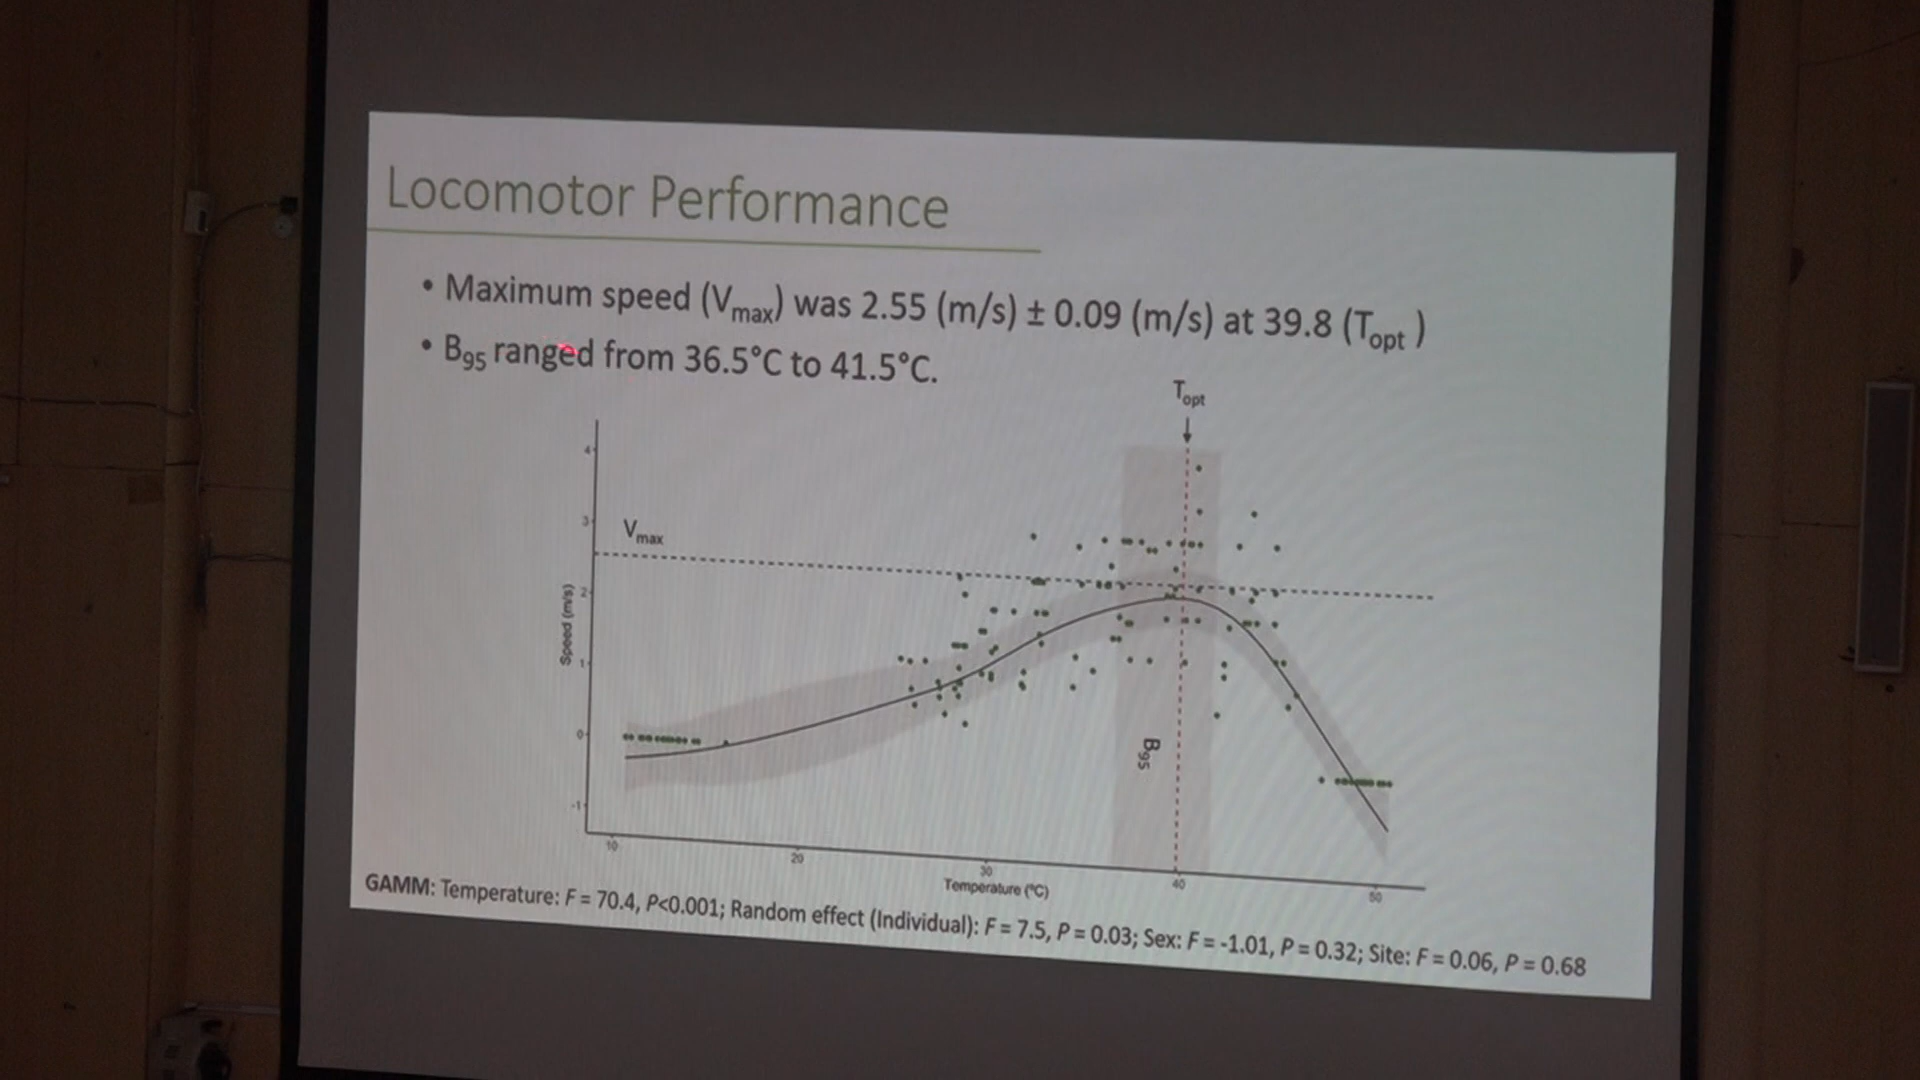 Locomotor Performance
• Maximum speed (Vmax) was 2.55 (m/s) ± 0.09 (m/s) at 39.8 (Topt )
• B95 ranged from 36.5°C to 41.5°C.
Topt
4
3
Vmax
2
Speed (m/s)
1
0
B95
-1
10
20
30
40
50
Temperature (°C)
GAMM: Temperature: F = 70.4, P<0.001; Random effect (Individual): F = 7.5, P = 0.03; Sex: F = -1.01, P = 0.32; Site: F = 0.06, P = 0.68